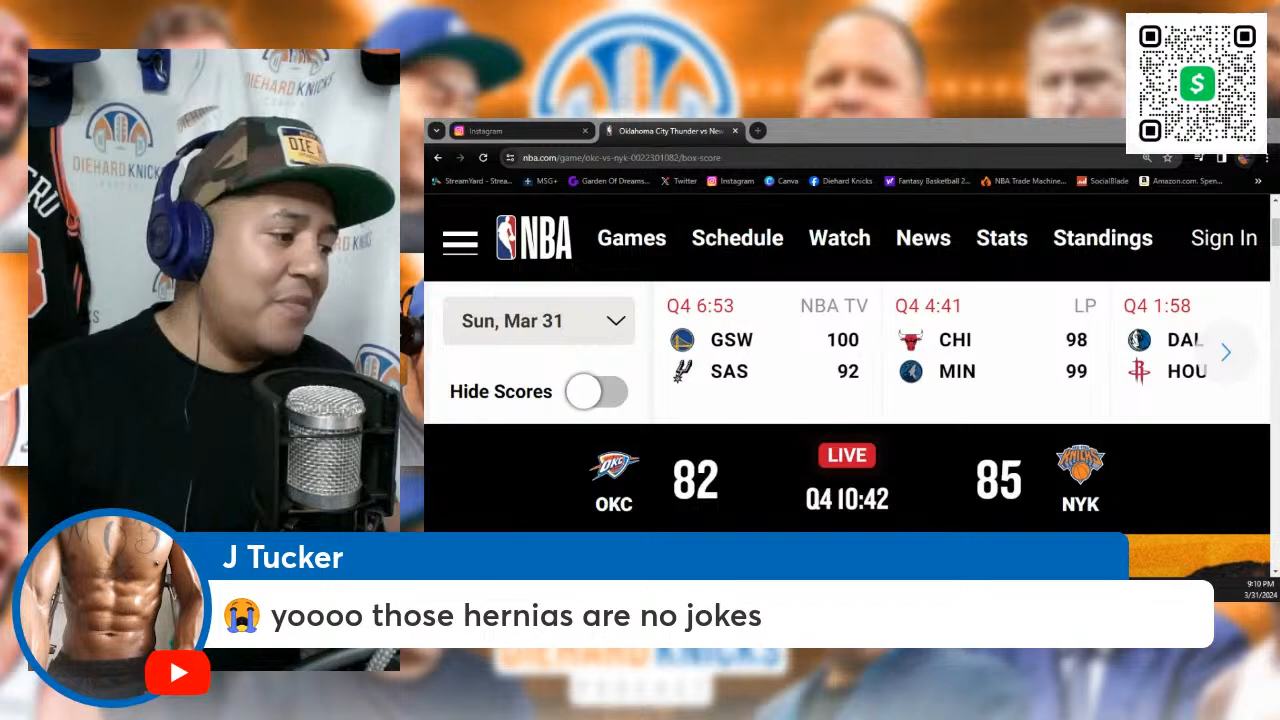 DIEHARD KNICKS
DIEHARD KNICKS
DIE H
Instagram
Oklahoma City Thunder vs New
nba.com/game/okc-vs-nyk-0022301082/box-score
StreamYard - Strea...
MSG+
Garden Of Dreams...
Twitter
Instagram
Canva
Diehard Knicks
Fantasy Basketball 2...
NBA Trade Machine...
SocialBlade
Amazon.com. Spen...
NBA
Games
Schedule
Watch
News
Stats
Standings
Sign In
Sun, Mar 31
Hide Scores
Q4 6:53
NBA TV
GSW 100
SAS 92
Q4 4:41
LP
CHI 98
MIN 99
Q4 1:58
DAL
HOU
OKC
82
LIVE
Q4 10:42
85
KNICKS
NYK
9:10 PM
3/31/2024
J Tucker
😭 yoooo those hernias are no jokes